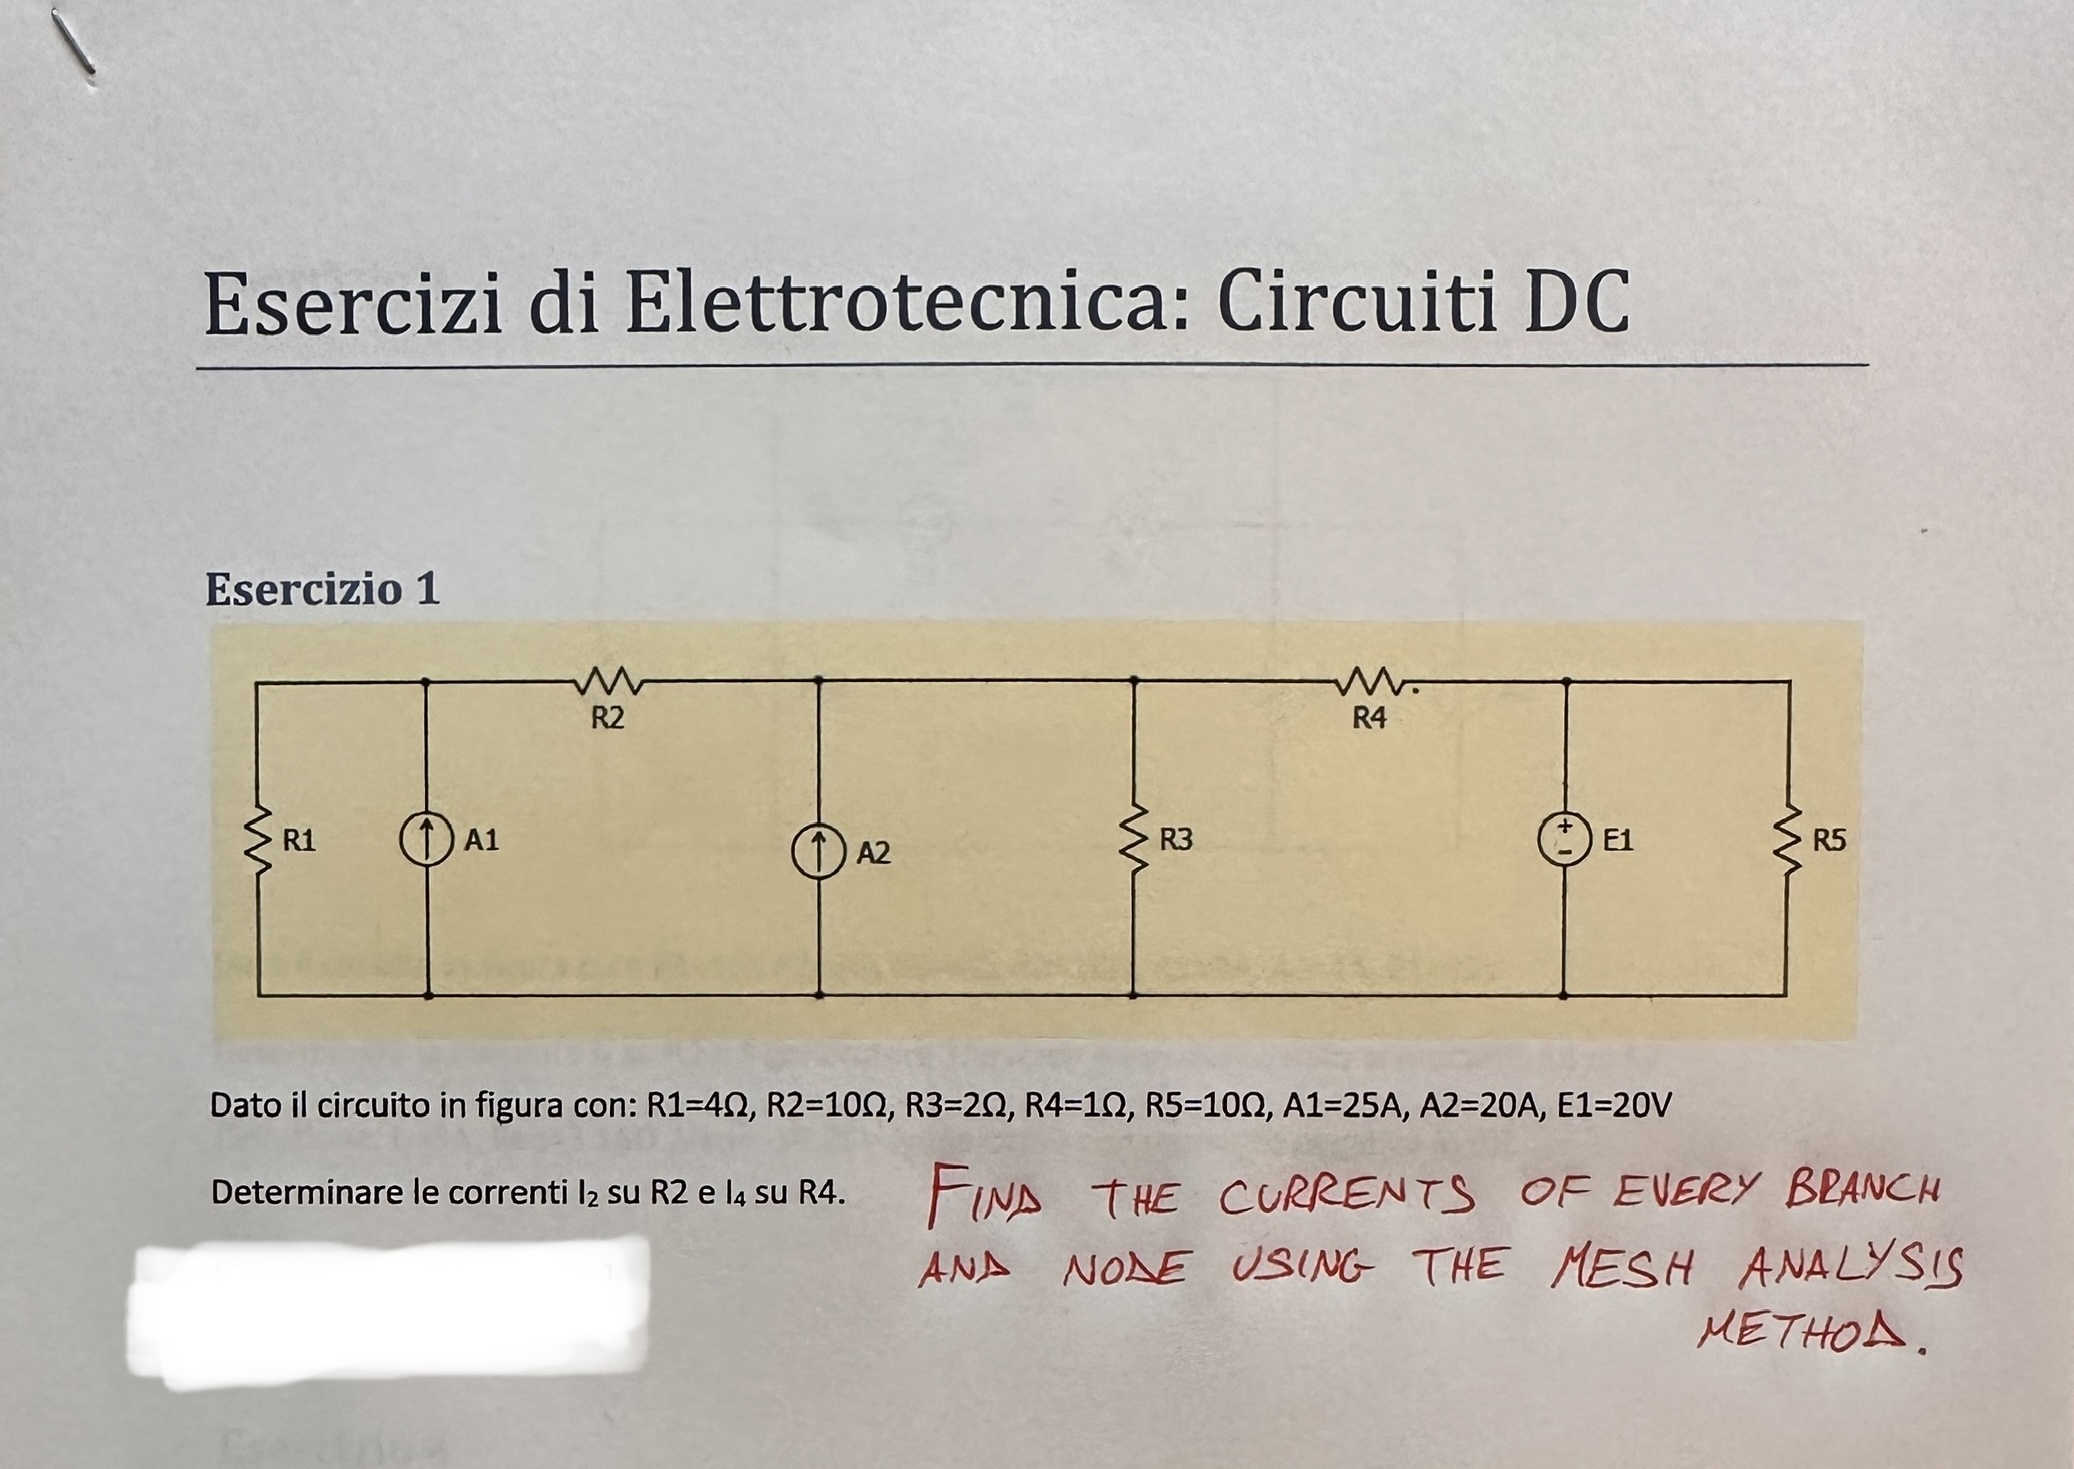 Esercizi di Elettrotecnica: Circuiti DC
Esercizio 1
R2
R4
R1
A1
A2
R3
+
−
E1
R5
Dato il circuito in figura con: R1=4Ω, R2=10Ω, R3=2Ω, R4=1Ω, R5=10Ω, A1=25A, A2=20A, E1=20V
Determinare le correnti I₂ su R2 e I₄ su R4.
FIND THE CURRENTS OF EVERY BRANCH
AND NODE USING THE MESH ANALYSIS
METHOD.